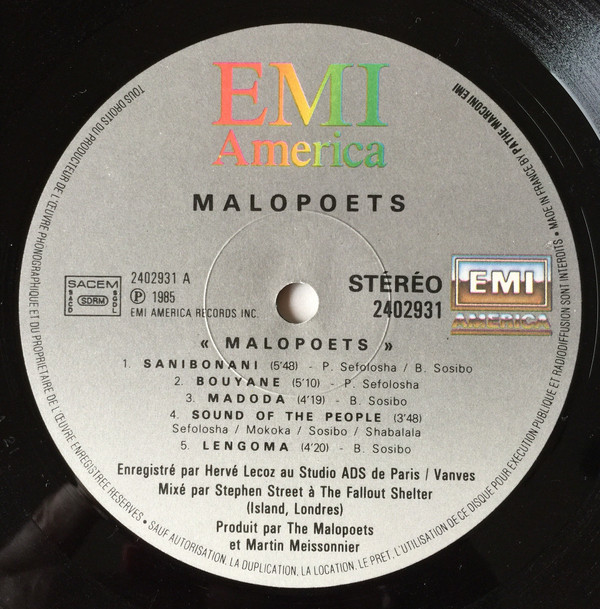 EMI
America
MALOPOETS
SACEM
SACD
SDRM
SGDL
2402931 A
Ⓟ 1985
EMI AMERICA RECORDS INC.
STÉRÉO
2402931
EMI
AMERICA
« MALOPOETS »
1. SANIBONANI (5'48) - P. Sefolosha / B. Sosibo
2. BOUYANE (5'10) - P. Sefolosha
3. MADODA (4'19) - B. Sosibo
4. SOUND OF THE PEOPLE (3'48)
Sefolosha / Mokoka / Sosibo / Shabalala
5. LENGOMA (4'20) - B. Sosibo
Enregistré par Hervé Lecoz au Studio ADS de Paris / Vanves
Mixé par Stephen Street à The Fallout Shelter
(Island, Londres)
Produit par The Malopoets
et Martin Meissonnier
TOUS DROITS DU PRODUCTEUR DE L'ŒUVRE PHONOGRAPHIQUE ET DU PROPRIETAIRE DE L'ŒUVRE ENREGISTREE RESERVES • SAUF AUTORISATION, LA DUPLICATION, LA LOCATION, LE PRET, L'UTILISATION DE CE DISQUE POUR EXECUTION PUBLIQUE ET RADIODIFFUSION SONT INTERDITS • MADE IN FRANCE BY PATHE MARCONI EMI